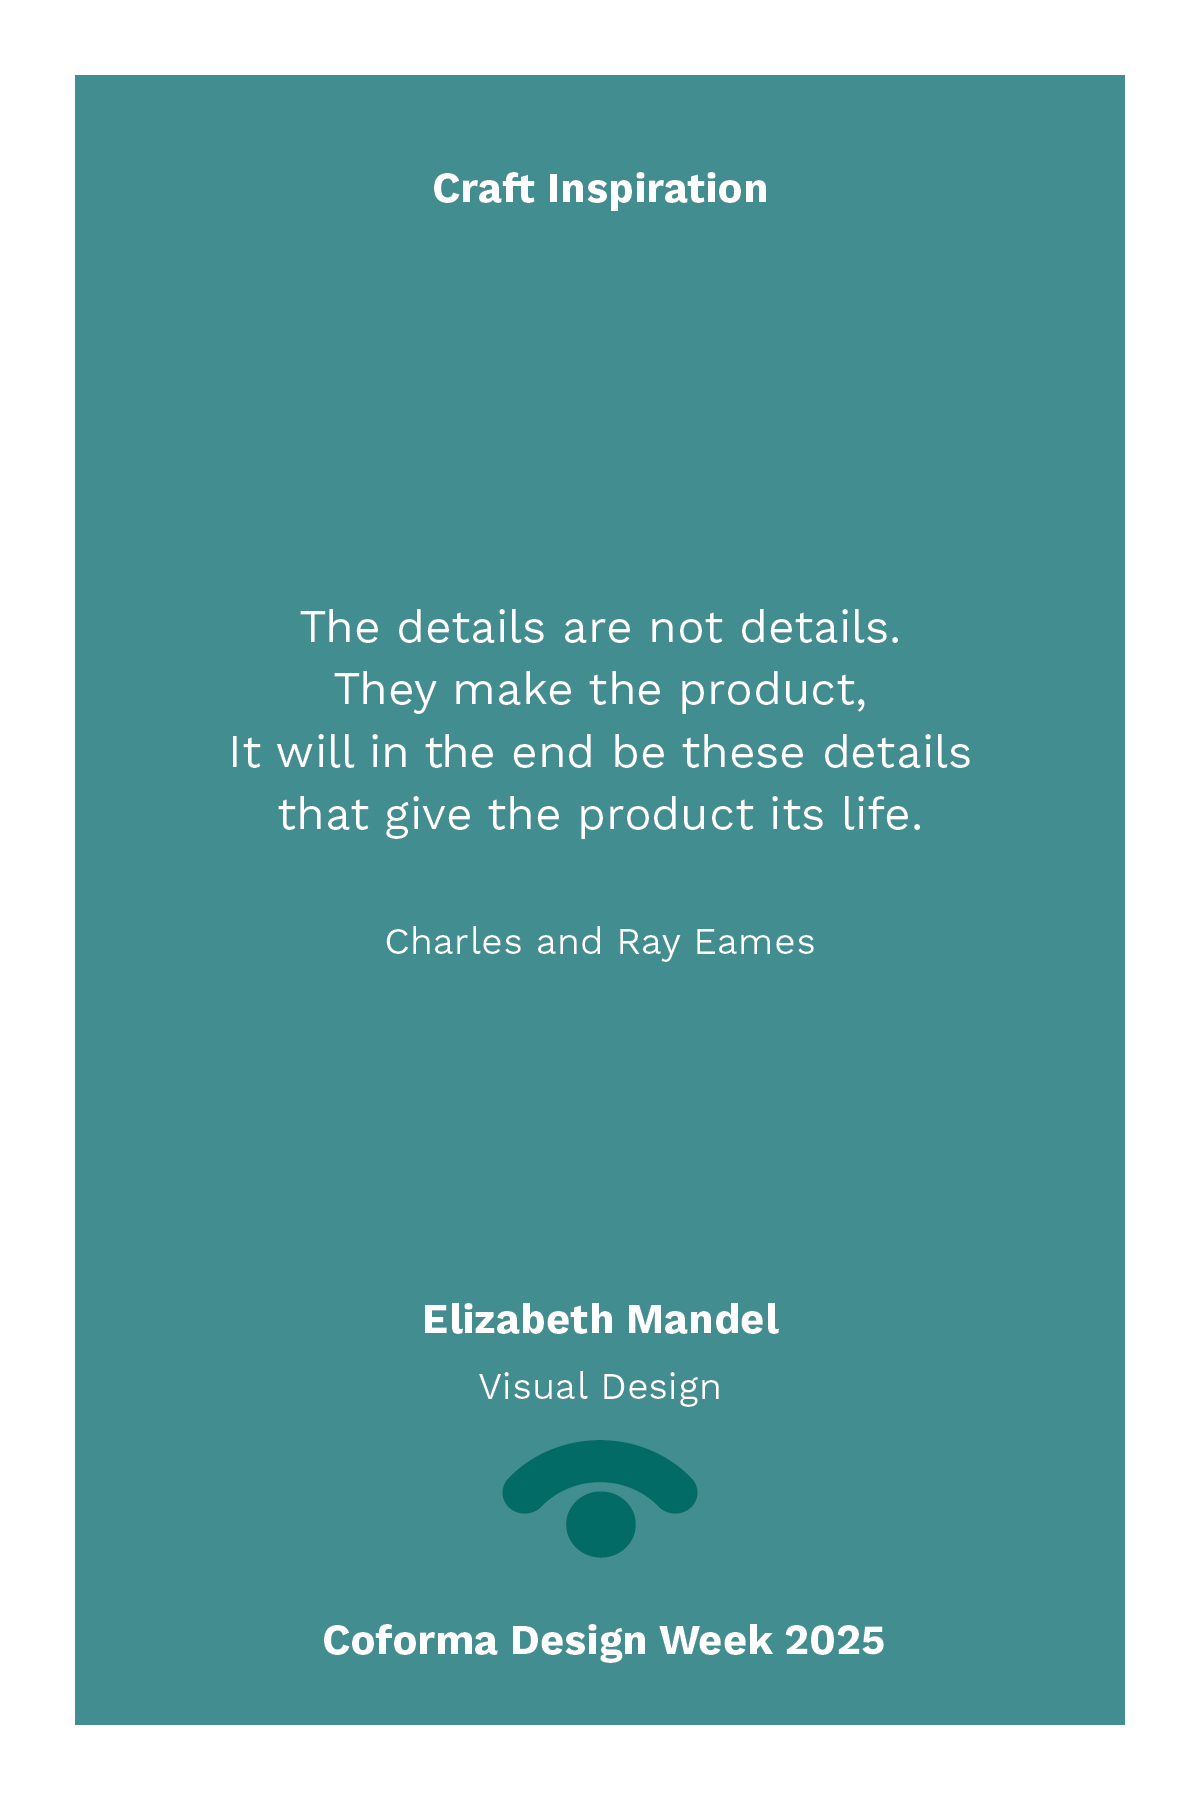 Craft Inspiration
The details are not details.
They make the product,
It will in the end be these details
that give the product its life.
Charles and Ray Eames
Elizabeth Mandel
Visual Design
Coforma Design Week 2025